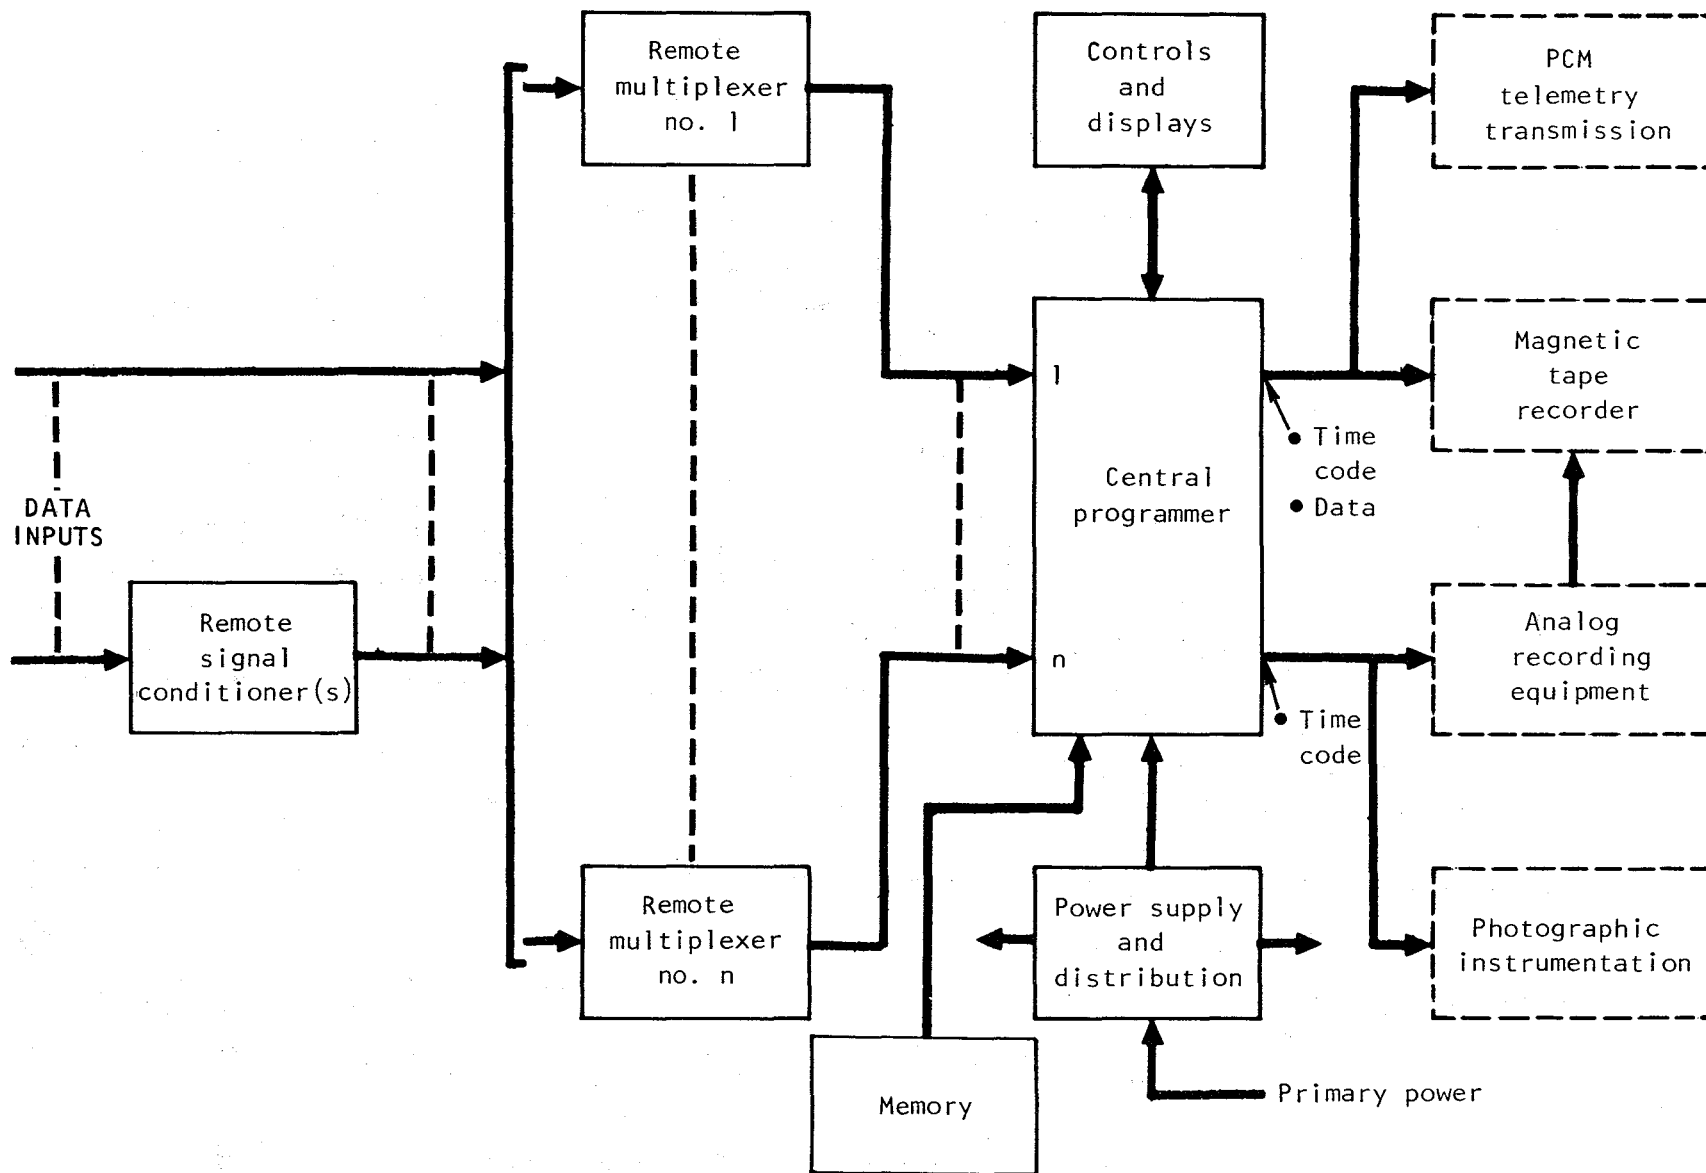 Remote
multiplexer
no. 1
Controls
and
displays
PCM
telemetry
transmission
DATA
INPUTS
Remote
signal
conditioner(s)
1
Central
programmer
n
Time
code
Data
Time
code
Magnetic
tape
recorder
Analog
recording
equipment
Remote
multiplexer
no. n
Power supply
and
distribution
Photographic
instrumentation
Memory
Primary power